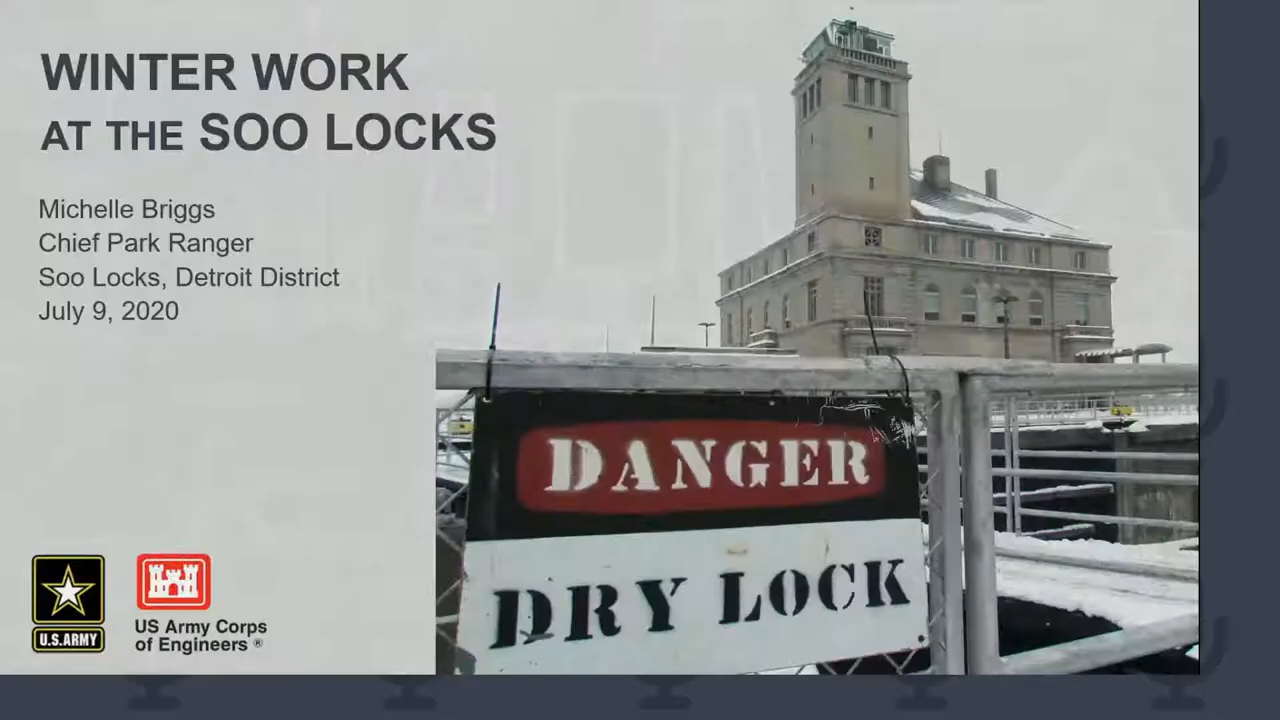 WINTER WORK
AT THE SOO LOCKS
Michelle Briggs
Chief Park Ranger
Soo Locks, Detroit District
July 9, 2020
DANGER
DRY LOCK
U.S.ARMY
US Army Corps
of Engineers ®